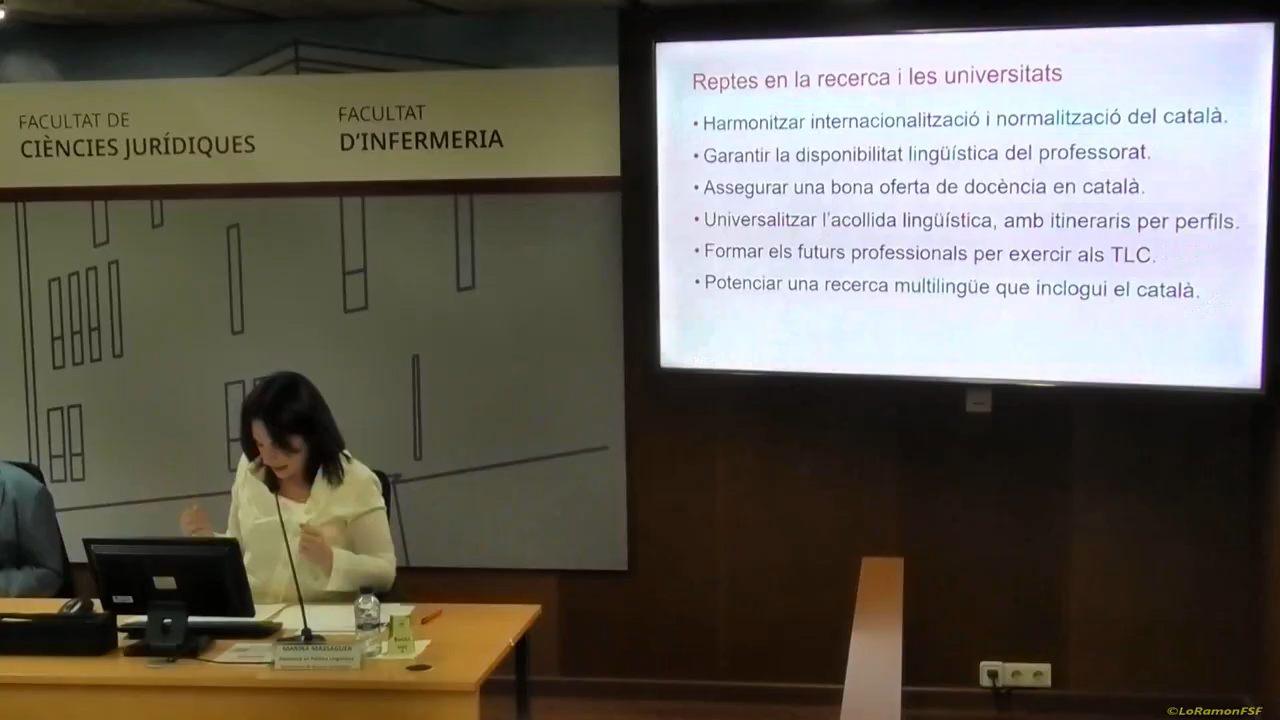 FACULTAT DE
CIÈNCIES JURÍDIQUES
FACULTAT
D'INFERMERIA
Reptes en la recerca i les universitats
• Harmonitzar internacionalització i normalització del català.
• Garantir la disponibilitat lingüística del professorat.
• Assegurar una bona oferta de docència en català.
• Universalitzar l'acollida lingüística, amb itineraris per perfils.
• Formar els futurs professionals per exercir als TLC.
• Potenciar una recerca multilingüe que inclogui el català.
MARINA MASSAGUER
©LoRamonFSF